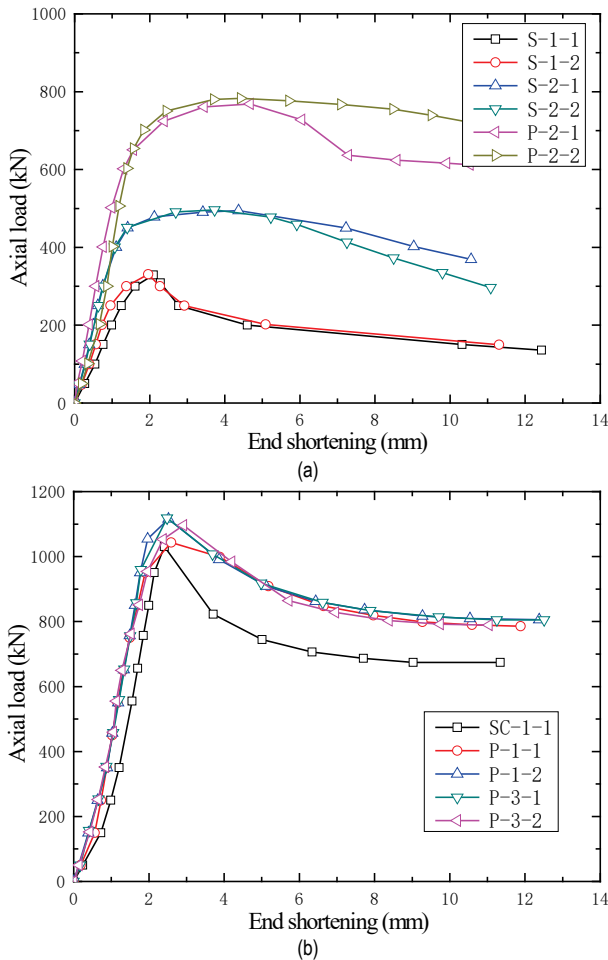 1000
800
600
400
200
0
Axial load (kN)
S-1-1
S-1-2
S-2-1
S-2-2
P-2-1
P-2-2
0 2 4 6 8 10 12 14
End shortening (mm)
(a)
1200
1000
800
600
400
200
0
Axial load (kN)
SC-1-1
P-1-1
P-1-2
P-3-1
P-3-2
0 2 4 6 8 10 12 14
End shortening (mm)
(b)